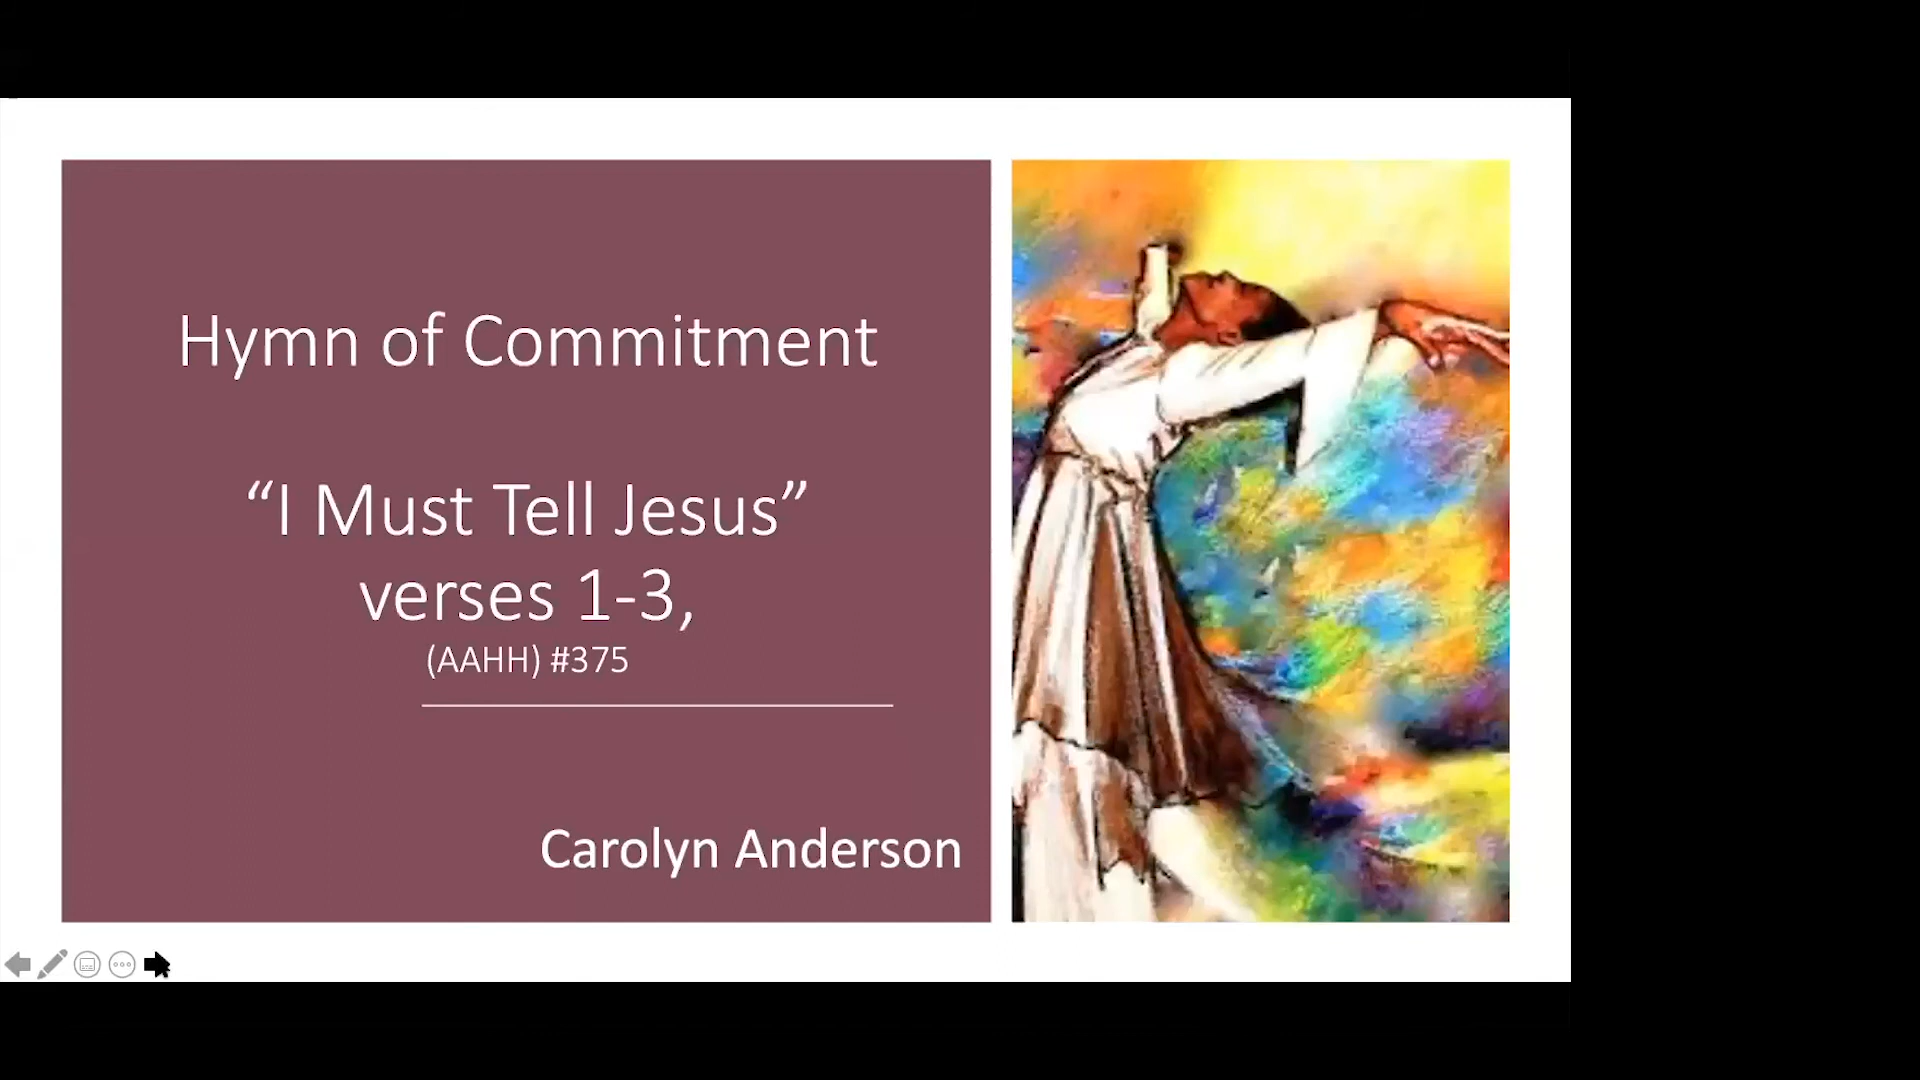 Hymn of Commitment
“I Must Tell Jesus”
verses 1-3,
(AAHH) #375
Carolyn Anderson